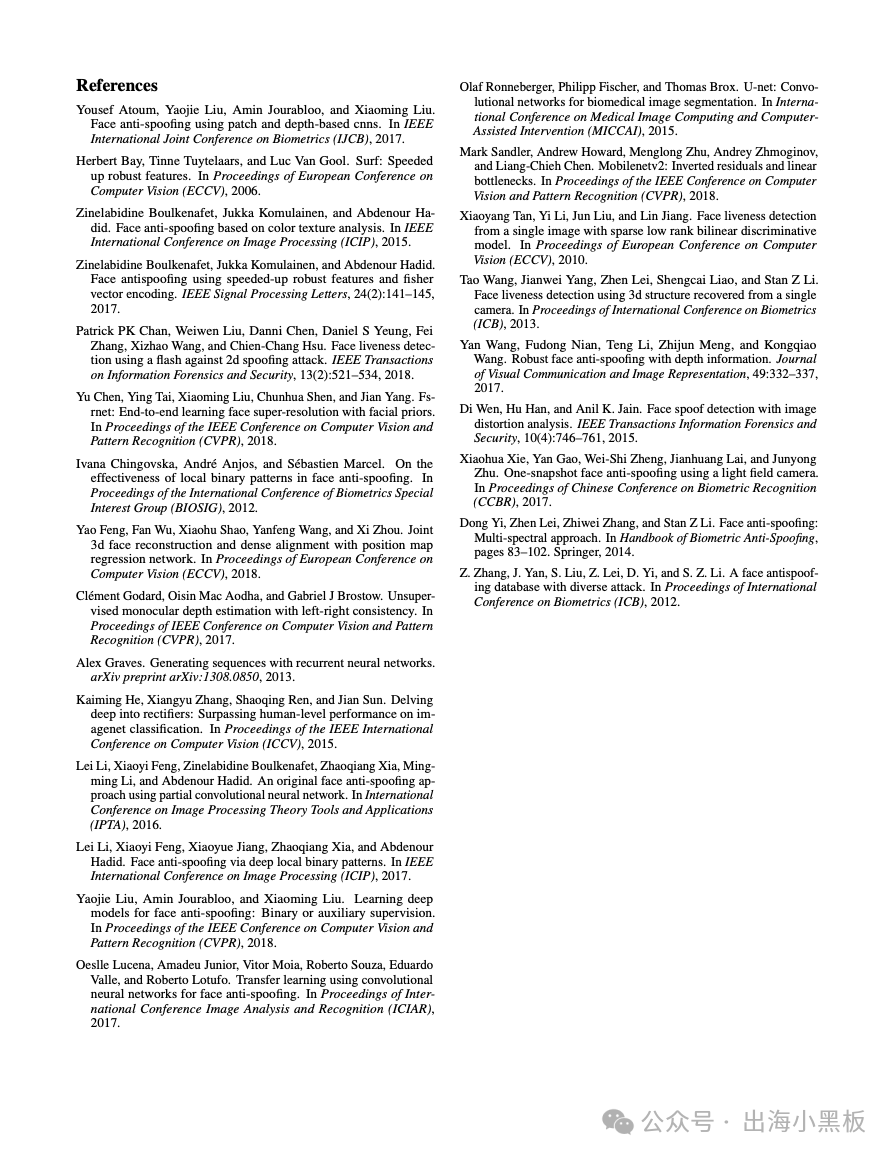 References
Yousef Atoum, Yaojie Liu, Amin Jourabloo, and Xiaoming Liu.
Face anti-spoofing using patch and depth-based cnns. In IEEE
International Joint Conference on Biometrics (IJCB), 2017.
Herbert Bay, Tinne Tuytelaars, and Luc Van Gool. Surf: Speeded
up robust features. In Proceedings of European Conference on
Computer Vision (ECCV), 2006.
Zinelabidine Boulkenafet, Jukka Komulainen, and Abdenour Ha-
did. Face anti-spoofing based on color texture analysis. In IEEE
International Conference on Image Processing (ICIP), 2015.
Zinelabidine Boulkenafet, Jukka Komulainen, and Abdenour Hadid.
Face antispoofing using speeded-up robust features and fisher
vector encoding. IEEE Signal Processing Letters, 24(2):141–145,
2017.
Patrick PK Chan, Weiwen Liu, Danni Chen, Daniel S Yeung, Fei
Zhang, Xizhao Wang, and Chien-Chang Hsu. Face liveness detec-
tion using a flash against 2d spoofing attack. IEEE Transactions
on Information Forensics and Security, 13(2):521–534, 2018.
Yu Chen, Ying Tai, Xiaoming Liu, Chunhua Shen, and Jian Yang. Fs-
rnet: End-to-end learning face super-resolution with facial priors.
In Proceedings of the IEEE Conference on Computer Vision and
Pattern Recognition (CVPR), 2018.
Ivana Chingovska, André Anjos, and Sébastien Marcel. On the
effectiveness of local binary patterns in face anti-spoofing. In
Proceedings of the International Conference of Biometrics Special
Interest Group (BIOSIG), 2012.
Yao Feng, Fan Wu, Xiaohu Shao, Yanfeng Wang, and Xi Zhou. Joint
3d face reconstruction and dense alignment with position map
regression network. In Proceedings of European Conference on
Computer Vision (ECCV), 2018.
Clément Godard, Oisin Mac Aodha, and Gabriel J Brostow. Unsuper-
vised monocular depth estimation with left-right consistency. In
Proceedings of IEEE Conference on Computer Vision and Pattern
Recognition (CVPR), 2017.
Alex Graves. Generating sequences with recurrent neural networks.
arXiv preprint arXiv:1308.0850, 2013.
Kaiming He, Xiangyu Zhang, Shaoqing Ren, and Jian Sun. Delving
deep into rectifiers: Surpassing human-level performance on im-
agenet classification. In Proceedings of the IEEE International
Conference on Computer Vision (ICCV), 2015.
Lei Li, Xiaoyi Feng, Zinelabidine Boulkenafet, Zhaoqiang Xia, Ming-
ming Li, and Abdenour Hadid. An original face anti-spoofing ap-
proach using partial convolutional neural network. In International
Conference on Image Processing Theory Tools and Applications
(IPTA), 2016.
Lei Li, Xiaoyi Feng, Xiaoyue Jiang, Zhaoqiang Xia, and Abdenour
Hadid. Face anti-spoofing via deep local binary patterns. In IEEE
International Conference on Image Processing (ICIP), 2017.
Yaojie Liu, Amin Jourabloo, and Xiaoming Liu. Learning deep
models for face anti-spoofing: Binary or auxiliary supervision.
In Proceedings of the IEEE Conference on Computer Vision and
Pattern Recognition (CVPR), 2018.
Oeslle Lucena, Amadeu Junior, Vitor Moia, Roberto Souza, Eduardo
Valle, and Roberto Lotufo. Transfer learning using convolutional
neural networks for face anti-spoofing. In Proceedings of Inter-
national Conference Image Analysis and Recognition (ICIAR),
2017.
Olaf Ronneberger, Philipp Fischer, and Thomas Brox. U-net: Convo-
lutional networks for biomedical image segmentation. In Interna-
tional Conference on Medical Image Computing and Computer-
Assisted Intervention (MICCAI), 2015.
Mark Sandler, Andrew Howard, Menglong Zhu, Andrey Zhmoginov,
and Liang-Chieh Chen. Mobilenetv2: Inverted residuals and linear
bottlenecks. In Proceedings of the IEEE Conference on Computer
Vision and Pattern Recognition (CVPR), 2018.
Xiaoyang Tan, Yi Li, Jun Liu, and Lin Jiang. Face liveness detection
from a single image with sparse low rank bilinear discriminative
model. In Proceedings of European Conference on Computer
Vision (ECCV), 2010.
Tao Wang, Jianwei Yang, Zhen Lei, Shengcai Liao, and Stan Z Li.
Face liveness detection using 3d structure recovered from a single
camera. In Proceedings of International Conference on Biometrics
(ICB), 2013.
Yan Wang, Fudong Nian, Teng Li, Zhijun Meng, and Kongqiao
Wang. Robust face anti-spoofing with depth information. Journal
of Visual Communication and Image Representation, 49:332–337,
2017.
Di Wen, Hu Han, and Anil K. Jain. Face spoof detection with image
distortion analysis. IEEE Transactions Information Forensics and
Security, 10(4):746–761, 2015.
Xiaohua Xie, Yan Gao, Wei-Shi Zheng, Jianhuang Lai, and Junyong
Zhu. One-snapshot face anti-spoofing using a light field camera.
In Proceedings of Chinese Conference on Biometric Recognition
(CCBR), 2017.
Dong Yi, Zhen Lei, Zhiwei Zhang, and Stan Z Li. Face anti-spoofing:
Multi-spectral approach. In Handbook of Biometric Anti-Spoofing,
pages 83–102. Springer, 2014.
Z. Zhang, J. Yan, S. Liu, Z. Lei, D. Yi, and S. Z. Li. A face antispoof-
ing database with diverse attack. In Proceedings of International
Conference on Biometrics (ICB), 2012.
公众号 · 出海小黑板